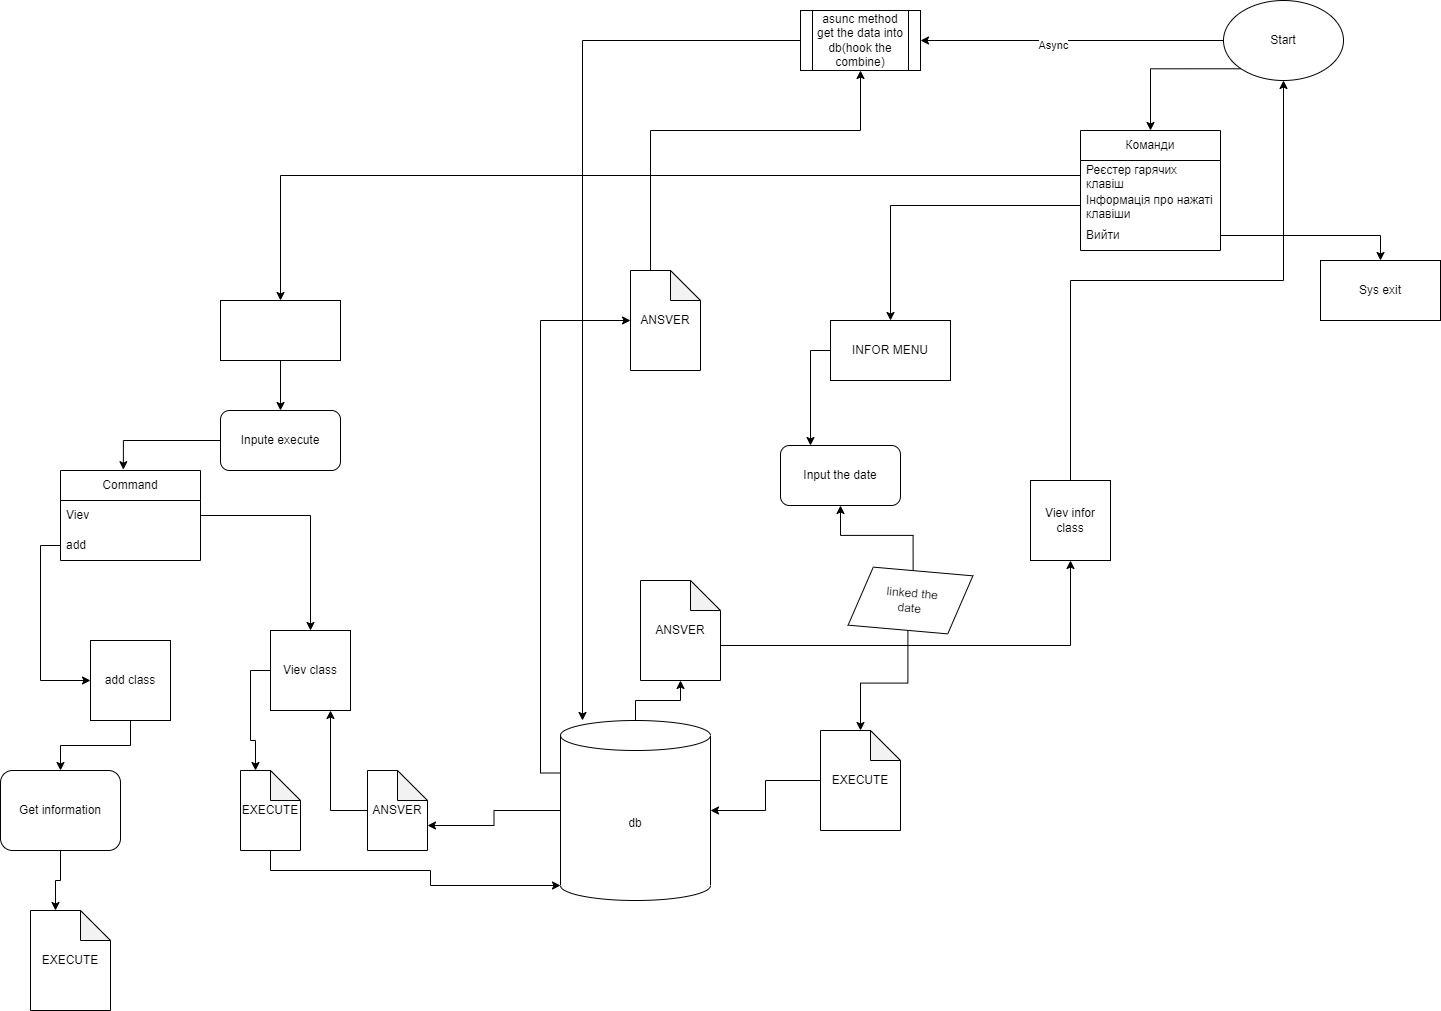 asunc method
get the data into
db(hook the
combine)
Async
Start
Команди
Реєстер гарячих
клавіш
Інформація про нажаті
клавіши
Вийти
Sys exit
ANSVER
INFOR MENU
Inpute execute
Input the date
Command
Viev
add
Viev infor
class
linked the
date
ANSVER
Viev class
add class
EXECUTE
Get information
EXECUTE
ANSVER
db
EXECUTE